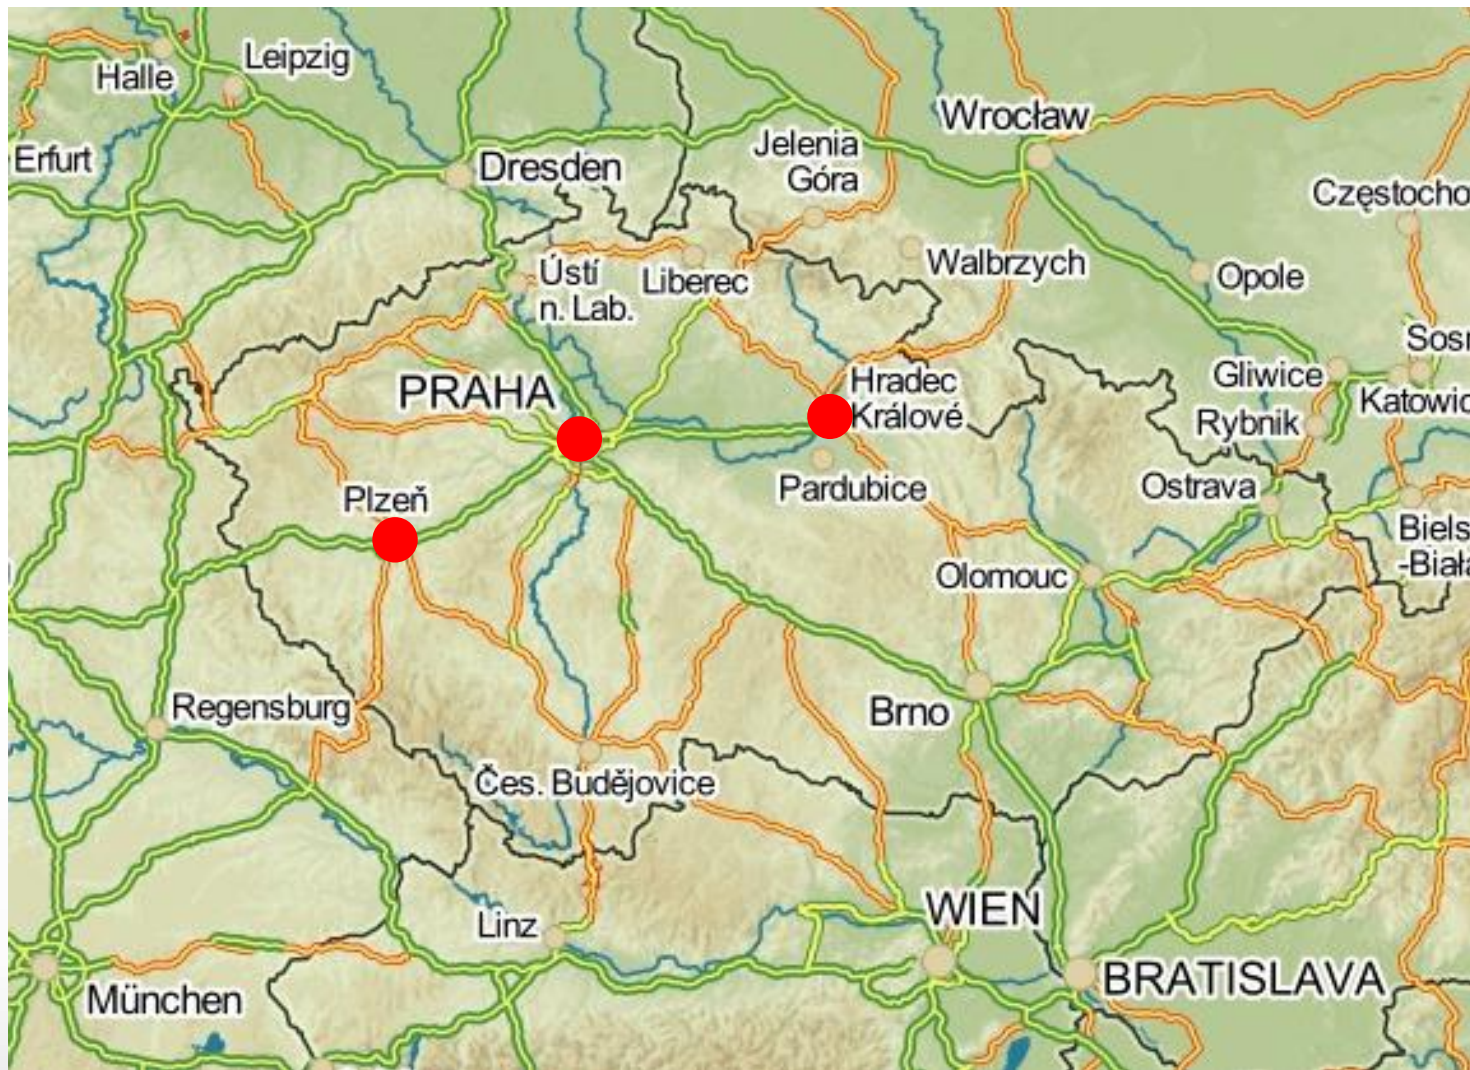 Leipzig
Halle
Wrocław
Erfurt
Dresden
Jelenia
Góra
Częstocho
Walbrzych
Ústí
n. Lab.
Liberec
Opole
Sosn
PRAHA
Hradec
Králové
Gliwice
Katowic
Rybnik
Plzeň
Pardubice
Ostrava
Biels
-Biała
Olomouc
Regensburg
Brno
Čes. Budějovice
Linz
WIEN
München
BRATISLAVA